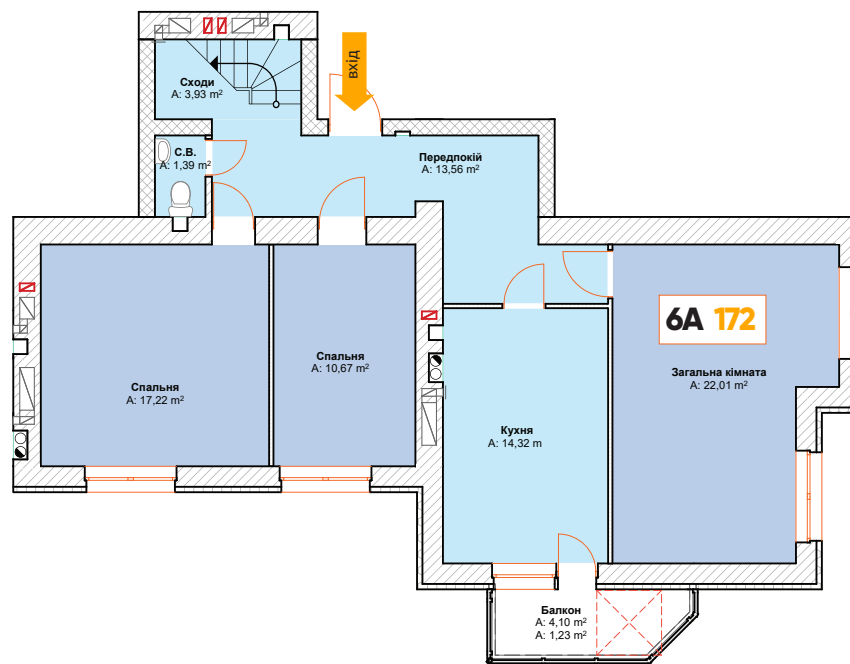 вхід
Сходи
А: 3,93 m²
С.В.
А: 1,39 m²
Передпокій
А: 13,56 m²
6А 172
Загальна кімната
А: 22,01 m²
Спальня
А: 10,67 m²
Спальня
А: 17,22 m²
Кухня
А: 14,32 m
Балкон
А: 4,10 m²
А: 1,23 m²